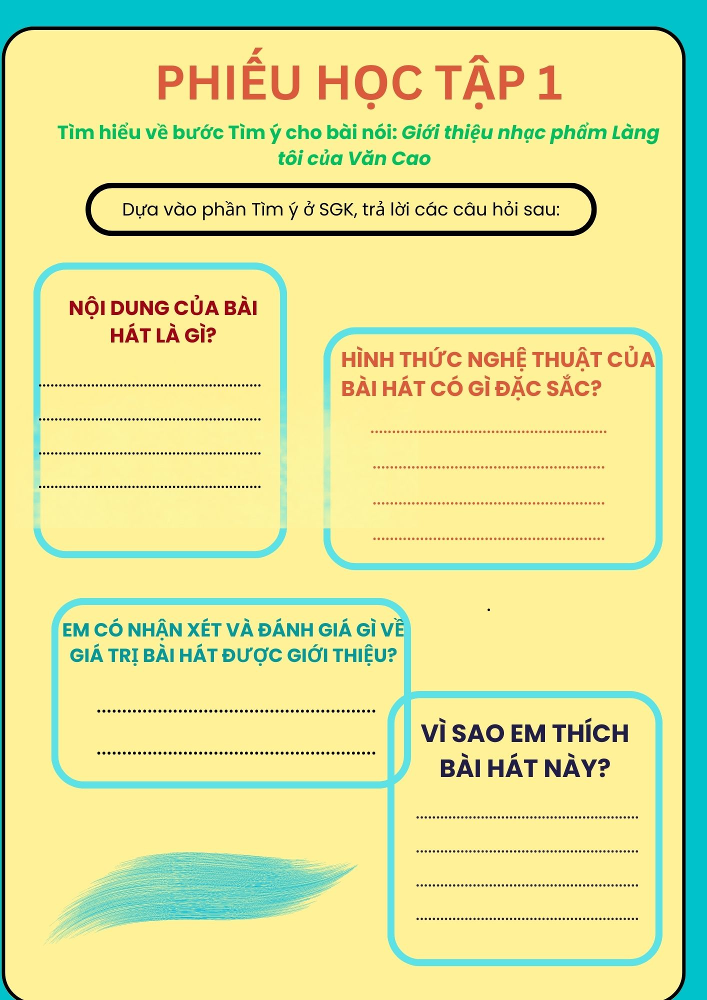 PHIẾU HỌC TẬP 1
Tìm hiểu về bước Tìm ý cho bài nói: Giới thiệu nhạc phẩm Làng
tôi của Văn Cao
Dựa vào phần Tìm ý ở SGK, trả lời các câu hỏi sau:
NỘI DUNG CỦA BÀI
HÁT LÀ GÌ?
HÌNH THỨC NGHỆ THUẬT CỦA
BÀI HÁT CÓ GÌ ĐẶC SẮC?
EM CÓ NHẬN XÉT VÀ ĐÁNH GIÁ GÌ VỀ
GIÁ TRỊ BÀI HÁT ĐƯỢC GIỚI THIỆU?
VÌ SAO EM THÍCH
BÀI HÁT NÀY?